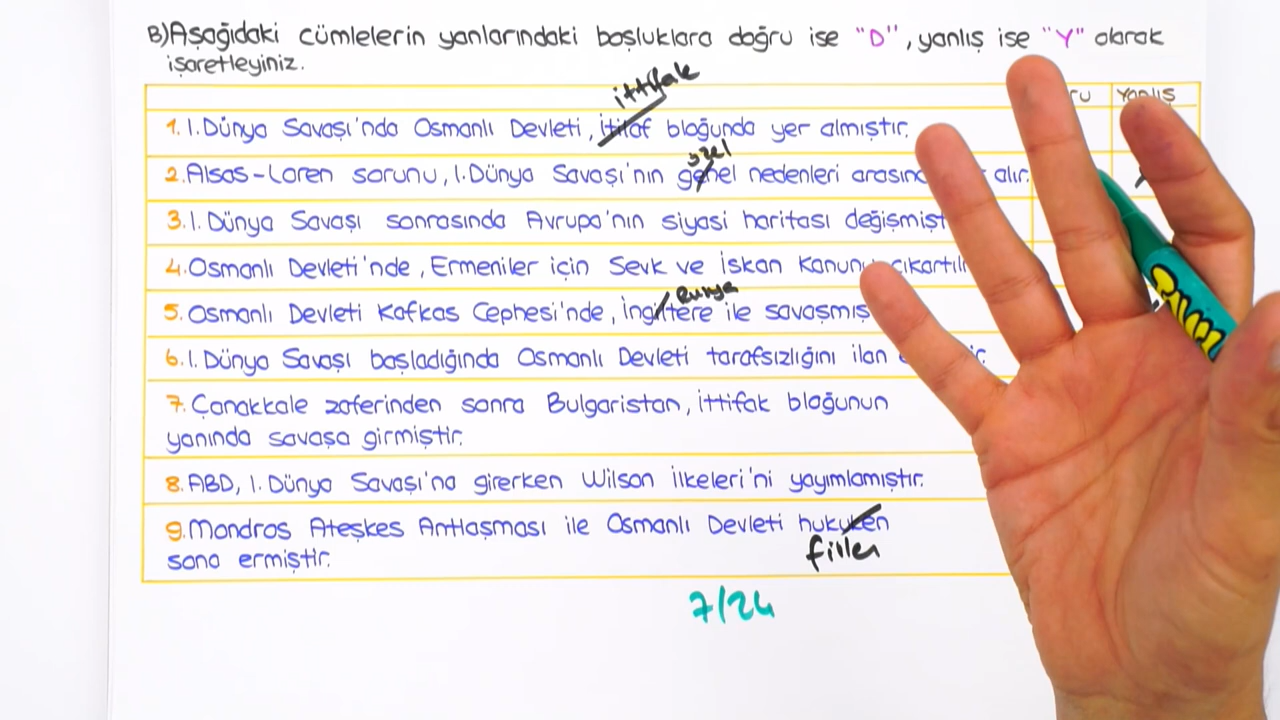 B)Aşağıdaki cümlelerin yanlarındaki boşluklara doğru ise "D", yanlış ise "Y" olarak
işaretleyiniz.
Yanlış
ittifak
1. I.Dünya Savaşı'nda Osmanlı Devleti, İtilaf bloğunda yer almıştır.
özel
2. Alsas-Loren sorunu, I.Dünya Savaşı'nın genel nedenleri alır.
3. I.Dünya Savaşı sonrasında Avrupa'nın siyasi haritası
4. Osmanlı Devleti'nde, Ermeniler için Sevk ve İskan Kanunu
Rusya
5. Osmanlı Devleti Kafkas Cephesi'nde, İngiltere ile
6. I.Dünya Savaşı başladığında Osmanlı Devleti tarafsızlığını ilan
7. Çanakkale zaferinden sonra Bulgaristan, İttifak bloğunun
yanında savaşa girmiştir.
8. ABD, I.Dünya Savaşı'na girerken Wilson İlkeleri'ni yayımlamıştır.
9. Mondros Ateşkes Antlaşması ile Osmanlı Devleti hukuken
fiilen
sona ermiştir.
7/24